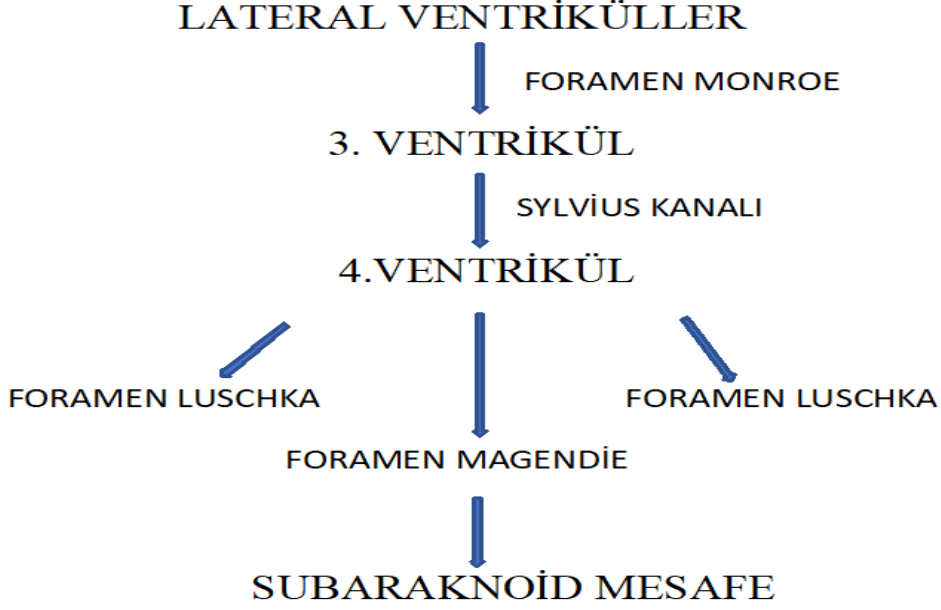 LATERAL VENTRİKÜLLER
FORAMEN MONROE
3. VENTRİKÜL
SYLVİUS KANALI
4.VENTRİKÜL
FORAMEN LUSCHKA
FORAMEN LUSCHKA
FORAMEN MAGENDİE
SUBARAKNOİD MESAFE